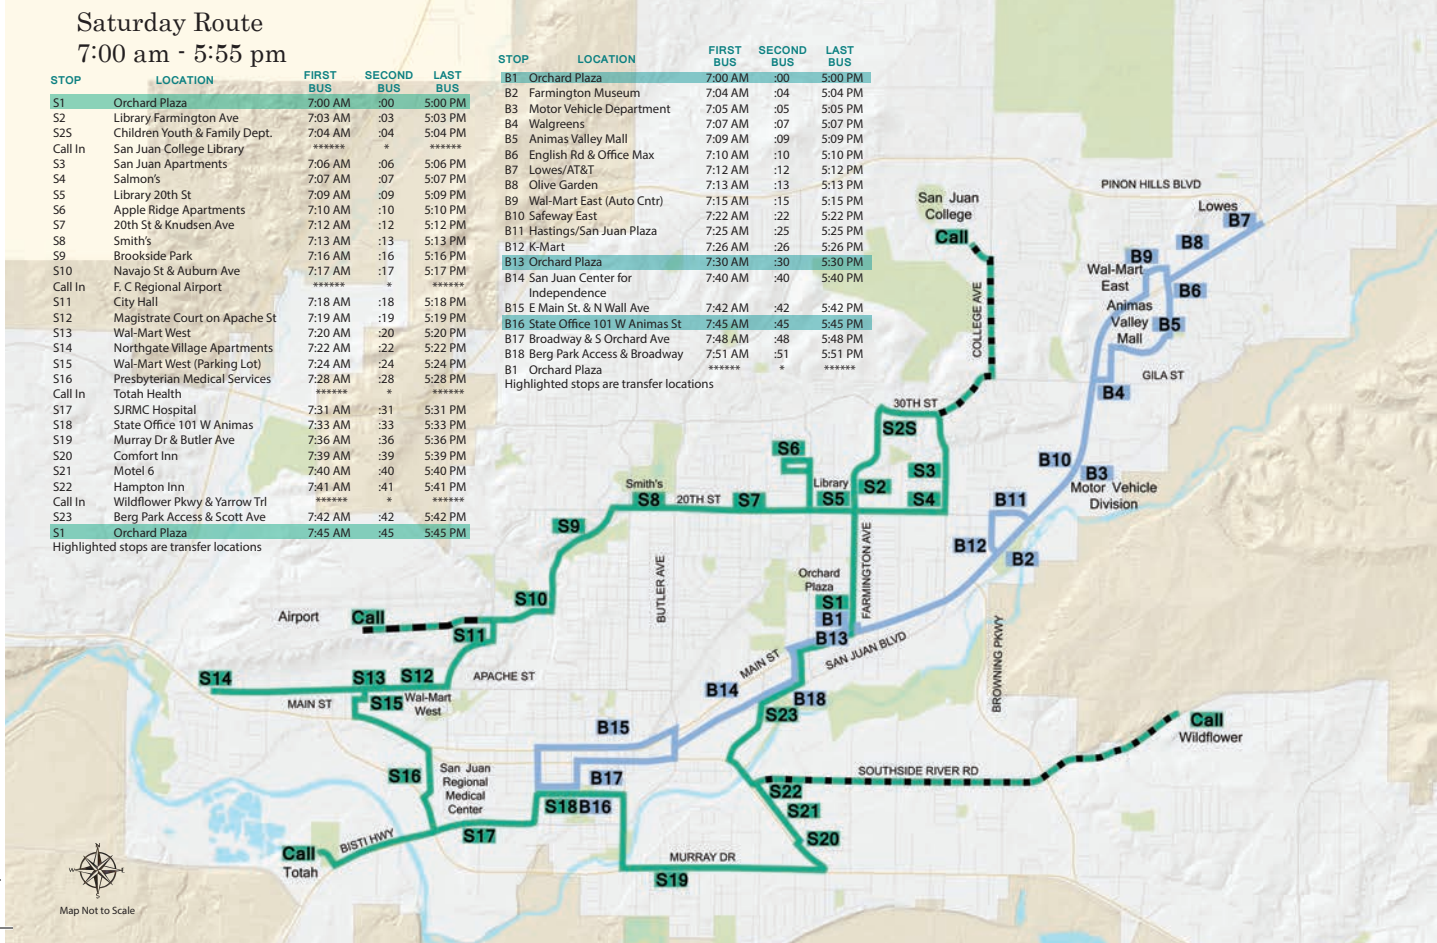 Saturday Route
7:00 am - 5:55 pm
STOP LOCATION FIRST BUS SECOND BUS LAST BUS
S1 Orchard Plaza 7:00 AM :00 5:00 PM
S2 Library Farmington Ave 7:03 AM :03 5:03 PM
S2S Children Youth & Family Dept. 7:04 AM :04 5:04 PM
Call In San Juan College Library ****** * ******
S3 San Juan Apartments 7:06 AM :06 5:06 PM
S4 Salmon's 7:07 AM :07 5:07 PM
S5 Library 20th St 7:09 AM :09 5:09 PM
S6 Apple Ridge Apartments 7:10 AM :10 5:10 PM
S7 20th St & Knudsen Ave 7:12 AM :12 5:12 PM
S8 Smith's 7:13 AM :13 5:13 PM
S9 Brookside Park 7:16 AM :16 5:16 PM
S10 Navajo St & Auburn Ave 7:17 AM :17 5:17 PM
Call In F. C Regional Airport ****** * ******
S11 City Hall 7:18 AM :18 5:18 PM
S12 Magistrate Court on Apache St 7:19 AM :19 5:19 PM
S13 Wal-Mart West 7:20 AM :20 5:20 PM
S14 Northgate Village Apartments 7:22 AM :22 5:22 PM
S15 Wal-Mart West (Parking Lot) 7:24 AM :24 5:24 PM
S16 Presbyterian Medical Services 7:28 AM :28 5:28 PM
Call In Totah Health ****** * ******
S17 SJRMC Hospital 7:31 AM :31 5:31 PM
S18 State Office 101 W Animas 7:33 AM :33 5:33 PM
S19 Murray Dr & Butler Ave 7:36 AM :36 5:36 PM
S20 Comfort Inn 7:39 AM :39 5:39 PM
S21 Motel 6 7:40 AM :40 5:40 PM
S22 Hampton Inn 7:41 AM :41 5:41 PM
Call In Wildflower Pkwy & Yarrow Trl ****** * ******
S23 Berg Park Access & Scott Ave 7:42 AM :42 5:42 PM
S1 Orchard Plaza 7:45 AM :45 5:45 PM
Highlighted stops are transfer locations
STOP LOCATION FIRST BUS SECOND BUS LAST BUS
B1 Orchard Plaza 7:00 AM :00 5:00 PM
B2 Farmington Museum 7:04 AM :04 5:04 PM
B3 Motor Vehicle Department 7:05 AM :05 5:05 PM
B4 Walgreens 7:07 AM :07 5:07 PM
B5 Animas Valley Mall 7:09 AM :09 5:09 PM
B6 English Rd & Office Max 7:10 AM :10 5:10 PM
B7 Lowes/AT&T 7:12 AM :12 5:12 PM
B8 Olive Garden 7:13 AM :13 5:13 PM
B9 Wal-Mart East (Auto Cntr) 7:15 AM :15 5:15 PM
B10 Safeway East 7:22 AM :22 5:22 PM
B11 Hastings/San Juan Plaza 7:25 AM :25 5:25 PM
B12 K-Mart 7:26 AM :26 5:26 PM
B13 Orchard Plaza 7:30 AM :30 5:30 PM
B14 San Juan Center for 7:40 AM :40 5:40 PM
Independence
B15 E Main St. & N Wall Ave 7:42 AM :42 5:42 PM
B16 State Office 101 W Animas St 7:45 AM :45 5:45 PM
B17 Broadway & S Orchard Ave 7:48 AM :48 5:48 PM
B18 Berg Park Access & Broadway 7:51 AM :51 5:51 PM
B1 Orchard Plaza ****** * ******
Highlighted stops are transfer locations
PINON HILLS BLVD
San Juan
College
Call
Lowes
B7
B8
B9
Wal-Mart
East
B6
Animas
Valley
Mall
B5
COLLEGE AVE
GILA ST
B4
30TH ST
S2S
S6
B10
B3
Motor Vehicle
Division
S3
Smith's
S8
20TH ST
S7
Library
S5
S2
S4
B11
S9
B12
B2
BUTLER AVE
FARMINGTON AVE
Orchard
Plaza
S1
B1
B13
S10
Airport
Call
S11
MAIN ST
SAN JUAN BLVD
BROWNING PKWY
S14
S13
S12
APACHE ST
MAIN ST
S15
Wal-Mart
West
B14
B18
S23
B15
Call
Wildflower
S16
San Juan
Regional
Medical
Center
B17
SOUTHSIDE RIVER RD
S22
S18
B16
S21
S17
S20
BISTI HWY
Call
Totah
MURRAY DR
S19
N
W
E
S
Map Not to Scale